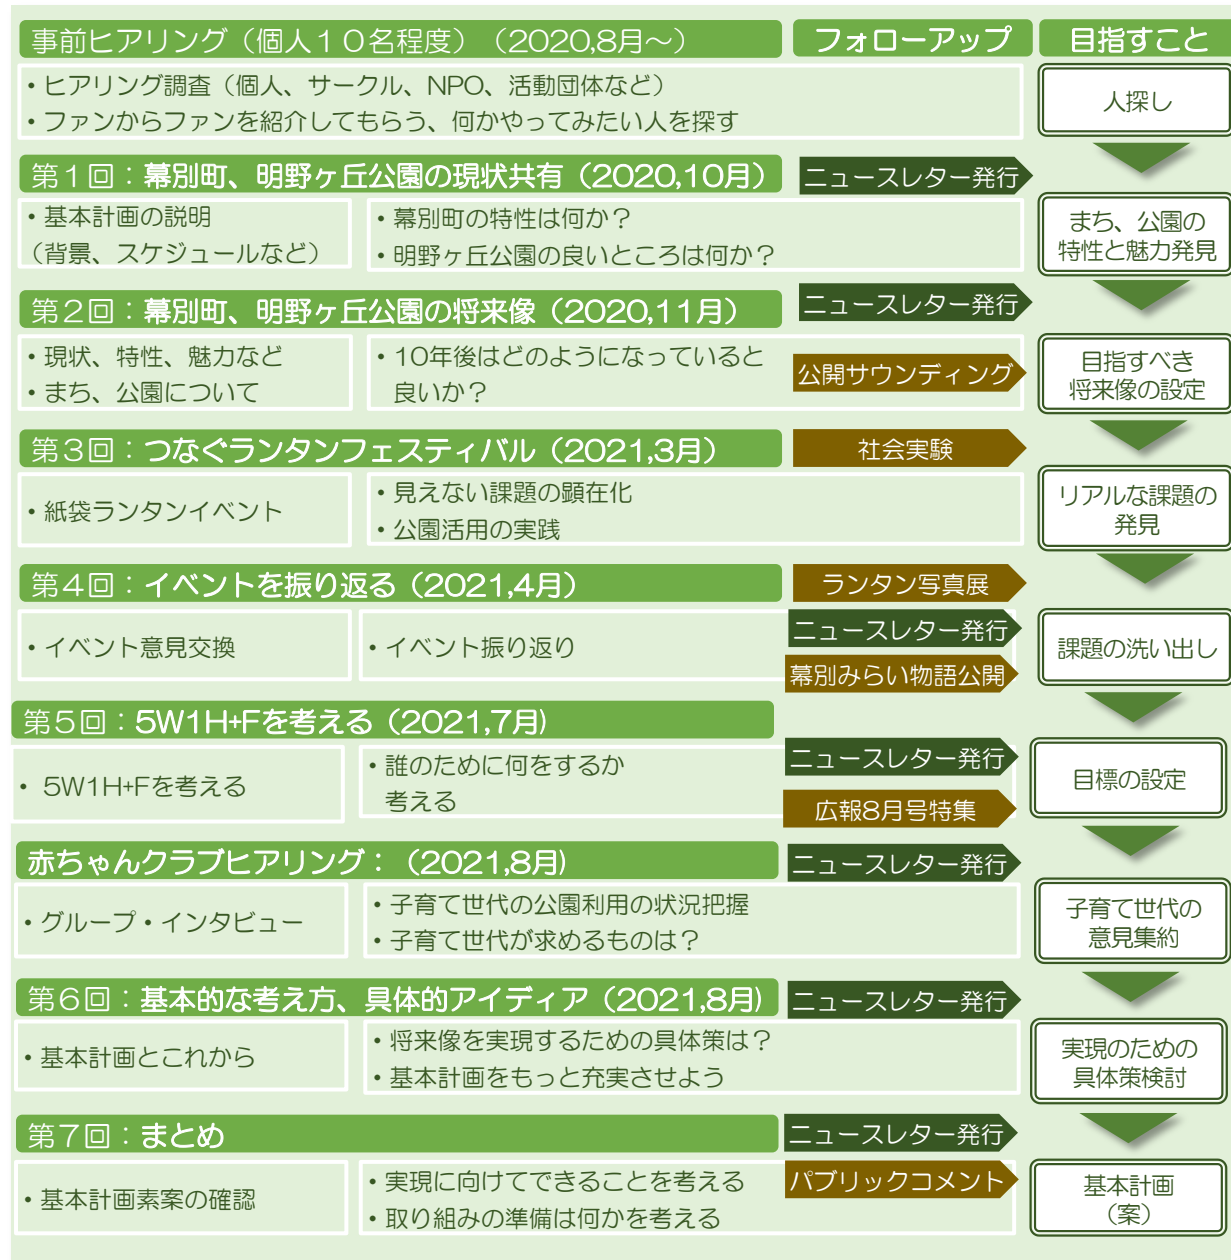 事前ヒアリング（個人１０名程度）（2020,8月～）
フォローアップ
目指すこと
・ヒアリング調査（個人、サークル、NPO、活動団体など）
・ファンからファンを紹介してもらう、何かやってみたい人を探す
人探し
第１回：幕別町、明野ヶ丘公園の現状共有（2020,10月）
ニュースレター発行
・基本計画の説明
（背景、スケジュールなど）
・幕別町の特性は何か？
・明野ヶ丘公園の良いところは何か？
まち、公園の
特性と魅力発見
第２回：幕別町、明野ヶ丘公園の将来像（2020,11月）
ニュースレター発行
・現状、特性、魅力など
・まち、公園について
・10年後はどのようになっていると
良いか？
公開サウンディング
目指すべき
将来像の設定
第３回：つなぐランタンフェスティバル（2021,3月）
社会実験
・紙袋ランタンイベント
・見えない課題の顕在化
・公園活用の実践
リアルな課題の
発見
第４回：イベントを振り返る（2021,4月）
ランタン写真展
・イベント意見交換
・イベント振り返り
ニュースレター発行
幕別みらい物語公開
課題の洗い出し
第５回：5W1H+Fを考える（2021,7月)
・ 5W1H+Fを考える
・誰のために何をするか
考える
ニュースレター発行
広報8月号特集
目標の設定
赤ちゃんクラブヒアリング：（2021,8月)
ニュースレター発行
・グループ・インタビュー
・子育て世代の公園利用の状況把握
・子育て世代が求めるものは？
子育て世代の
意見集約
第６回：基本的な考え方、具体的アイディア（2021,8月)
ニュースレター発行
・基本計画とこれから
・将来像を実現するための具体策は？
・基本計画をもっと充実させよう
実現のための
具体策検討
第７回：まとめ
ニュースレター発行
・基本計画素案の確認
・実現に向けてできることを考える
・取り組みの準備は何かを考える
パブリックコメント
基本計画
（案）